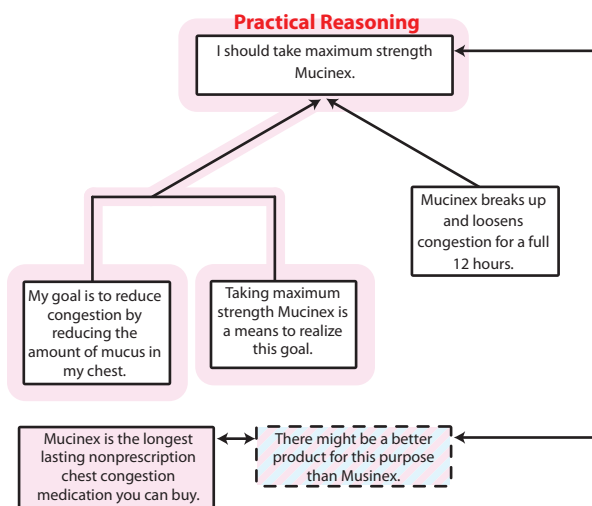 Practical Reasoning
I should take maximum strength
Mucinex.
Mucinex breaks up
and loosens
congestion for a full
12 hours.
My goal is to reduce
congestion by
reducing the
amount of mucus in
my chest.
Taking maximum
strength Mucinex is
a means to realize
this goal.
Mucinex is the longest
lasting nonprescription
chest congestion
medication you can buy.
There might be a better
product for this purpose
than Musinex.